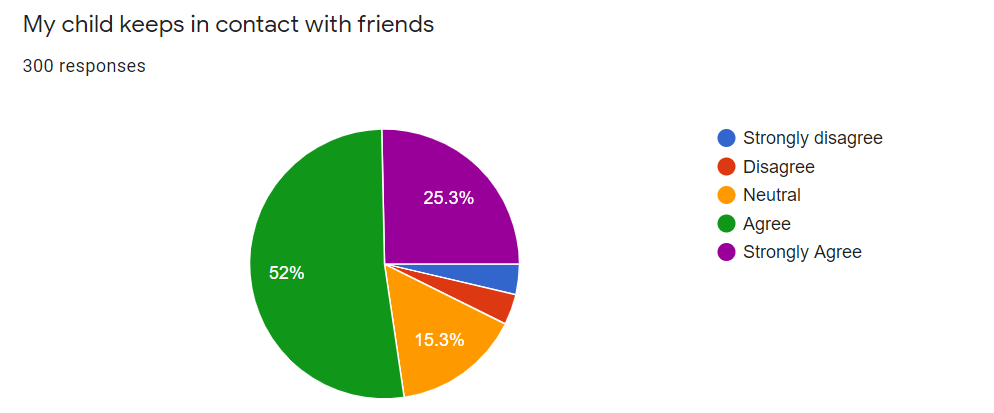 My child keeps in contact with friends
300 responses
25.3%
52%
15.3%
Strongly disagree
Disagree
Neutral
Agree
Strongly Agree